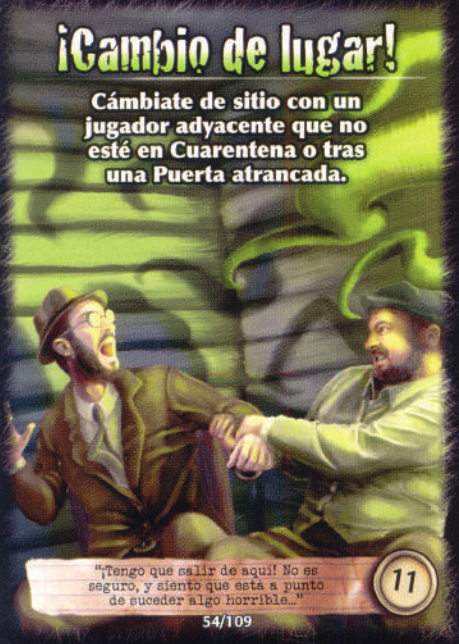 ¡Cambio de lugar!
Cámbiate de sitio con un
jugador adyacente que no
esté en Cuarentena o tras
una Puerta atrancada.
"¡Tengo que salir de aquí! No es
seguro, y siento que está a punto
de suceder algo horrible..."
11
54/109